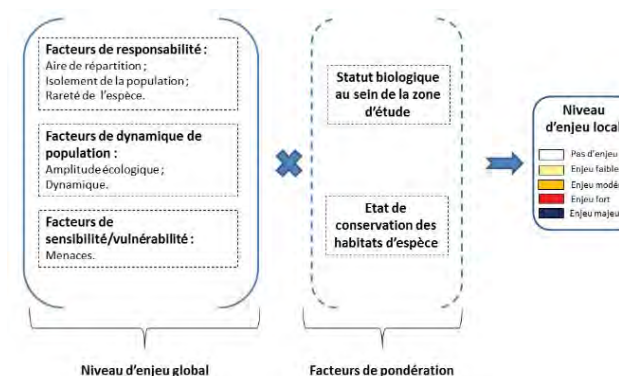 Facteurs de responsabilité :
Aire de répartition ;
Isolement de la population ;
Rareté de l'espèce.
Facteurs de dynamique de
population :
Amplitude écologique ;
Dynamique.
Facteurs de
sensibilité/vulnérabilité :
Menaces.
Niveau d'enjeu global
Statut biologique
au sein de la zone
d'étude
Etat de
conservation des
habitats d'espèce
Facteurs de pondération
Niveau
d'enjeu local
Pas d'enjeu
Enjeu faible
Enjeu modé
Enjeu fort
Enjeu majeu